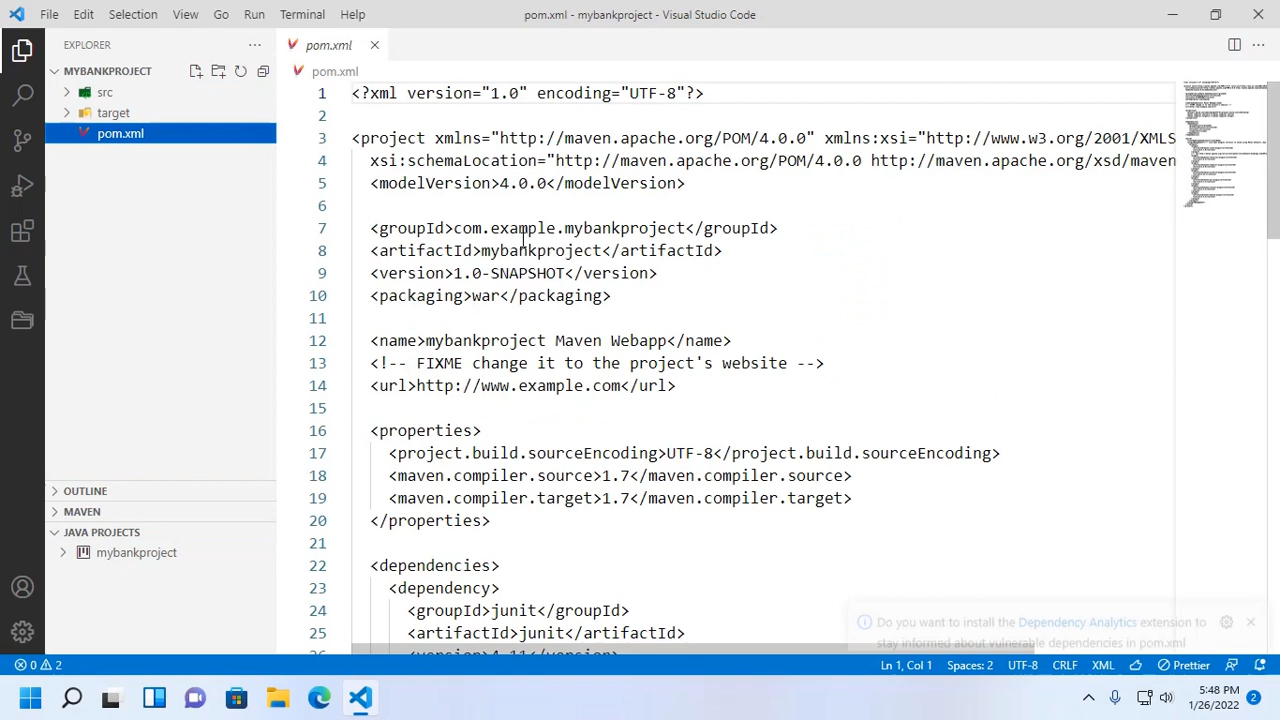 File Edit Selection View Go Run Terminal Help
pom.xml - mybankproject - Visual Studio Code
EXPLORER
pom.xml
MYBANKPROJECT
src
target
pom.xml
OUTLINE
MAVEN
JAVA PROJECTS
mybankproject
pom.xml
1 <?xml version="1.0" encoding="UTF-8"?>
2
3 <project xmlns="http://maven.apache.org/POM/4.0.0" xmlns:xsi="http://www.w3.org/2001/XMLS
4 xsi:schemaLocation="http://maven.apache.org/POM/4.0.0 http://maven.apache.org/xsd/maven
5 <modelVersion>4.0.0</modelVersion>
6
7 <groupId>com.example.mybankproject</groupId>
8 <artifactId>mybankproject</artifactId>
9 <version>1.0-SNAPSHOT</version>
10 <packaging>war</packaging>
11
12 <name>mybankproject Maven Webapp</name>
13 <!-- FIXME change it to the project's website -->
14 <url>http://www.example.com</url>
15
16 <properties>
17 <project.build.sourceEncoding>UTF-8</project.build.sourceEncoding>
18 <maven.compiler.source>1.7</maven.compiler.source>
19 <maven.compiler.target>1.7</maven.compiler.target>
20 </properties>
21
22 <dependencies>
23 <dependency>
24 <groupId>junit</groupId>
25 <artifactId>junit</artifactId>
26 <version>4.11</version>
Do you want to install the Dependency Analytics extension to
stay informed about vulnerable dependencies in pom.xml
0 2
Ln 1, Col 1 Spaces: 2 UTF-8 CRLF XML Prettier
5:48 PM
1/26/2022
2